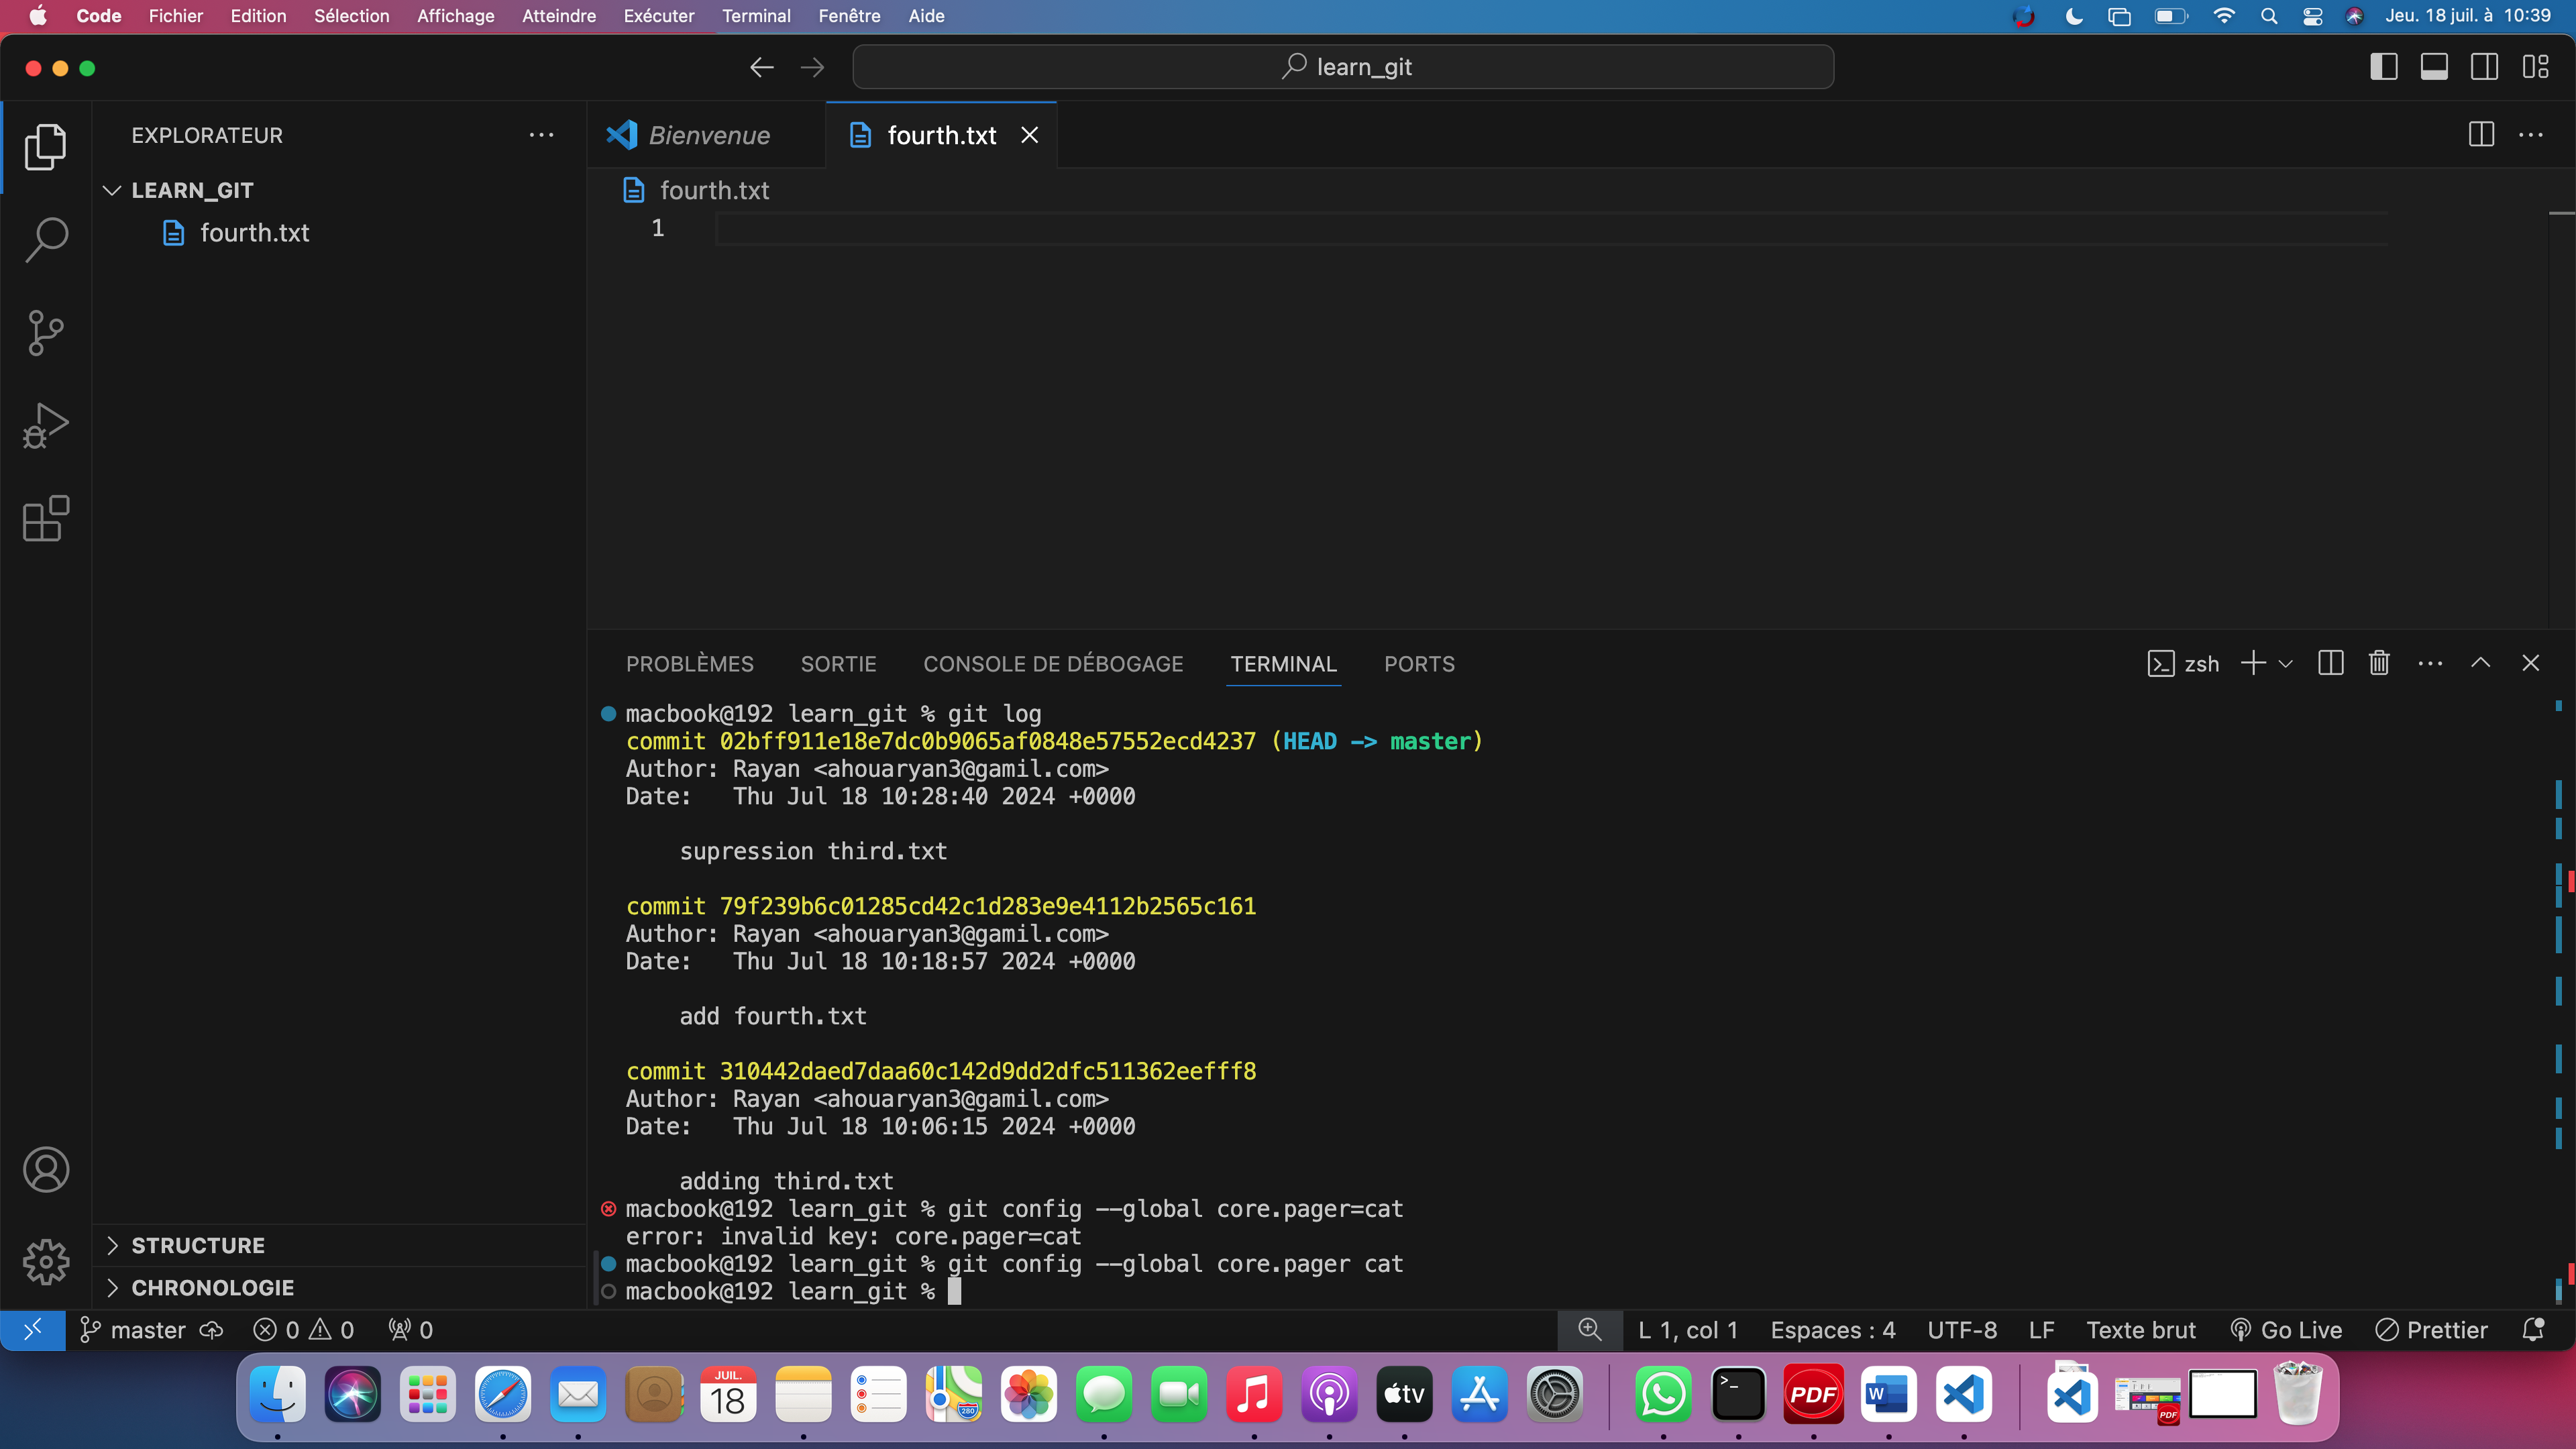 Code Fichier Edition Sélection Affichage Atteindre Exécuter Terminal Fenêtre Aide Jeu. 18 juil. à 10:39
learn_git
EXPLORATEUR
LEARN_GIT
fourth.txt
STRUCTURE
CHRONOLOGIE
Bienvenue fourth.txt
fourth.txt
1
PROBLÈMES SORTIE CONSOLE DE DÉBOGAGE TERMINAL PORTS zsh
macbook@192 learn_git % git log
commit 02bff911e18e7dc0b9065af0848e57552ecd4237 (HEAD -> master)
Author: Rayan <ahouaryan3@gamil.com>
Date:   Thu Jul 18 10:28:40 2024 +0000
supression third.txt
commit 79f239b6c01285cd42c1d283e9e4112b2565c161
Author: Rayan <ahouaryan3@gamil.com>
Date:   Thu Jul 18 10:18:57 2024 +0000
add fourth.txt
commit 310442daed7daa60c142d9dd2dfc511362eefff8
Author: Rayan <ahouaryan3@gamil.com>
Date:   Thu Jul 18 10:06:15 2024 +0000
adding third.txt
macbook@192 learn_git % git config --global core.pager=cat
error: invalid key: core.pager=cat
macbook@192 learn_git % git config --global core.pager cat
macbook@192 learn_git %
master 0 0 0 L 1, col 1 Espaces : 4 UTF-8 LF Texte brut Go Live Prettier
JUIL.
18
280
tv
>_
PDF
W
PDF